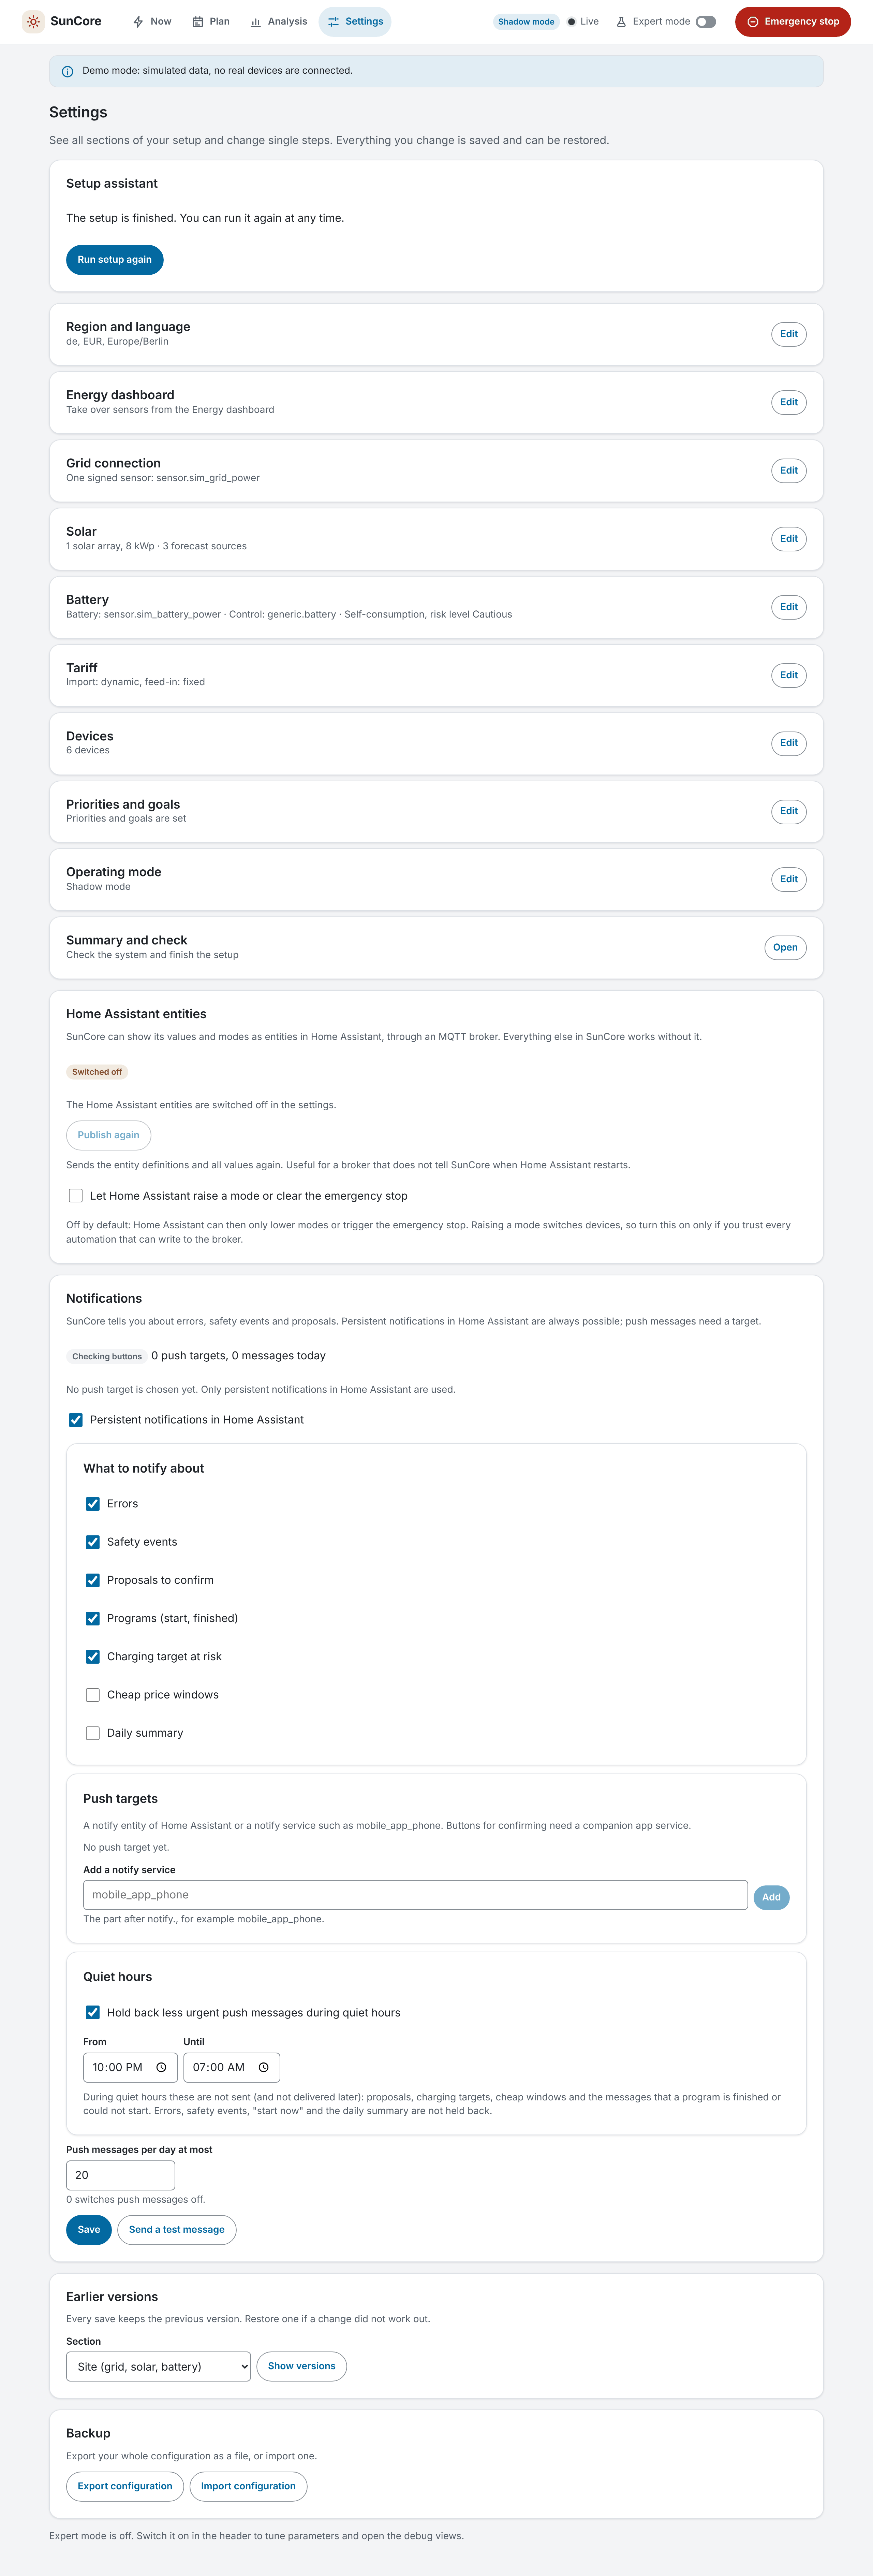 SunCore
Now
Plan
Analysis
Settings
Shadow mode
Live
Expert mode
Emergency stop
Demo mode: simulated data, no real devices are connected.
Settings
See all sections of your setup and change single steps. Everything you change is saved and can be restored.
Setup assistant
The setup is finished. You can run it again at any time.
Run setup again
Region and language
de, EUR, Europe/Berlin
Edit
Energy dashboard
Take over sensors from the Energy dashboard
Edit
Grid connection
One signed sensor: sensor.sim_grid_power
Edit
Solar
1 solar array, 8 kWp · 3 forecast sources
Edit
Battery
Battery: sensor.sim_battery_power · Control: generic.battery · Self-consumption, risk level Cautious
Edit
Tariff
Import: dynamic, feed-in: fixed
Edit
Devices
6 devices
Edit
Priorities and goals
Priorities and goals are set
Edit
Operating mode
Shadow mode
Edit
Summary and check
Check the system and finish the setup
Open
Home Assistant entities
SunCore can show its values and modes as entities in Home Assistant, through an MQTT broker. Everything else in SunCore works without it.
Switched off
The Home Assistant entities are switched off in the settings.
Publish again
Sends the entity definitions and all values again. Useful for a broker that does not tell SunCore when Home Assistant restarts.
Let Home Assistant raise a mode or clear the emergency stop
Off by default: Home Assistant can then only lower modes or trigger the emergency stop. Raising a mode switches devices, so turn this on only if you trust every
automation that can write to the broker.
Notifications
SunCore tells you about errors, safety events and proposals. Persistent notifications in Home Assistant are always possible; push messages need a target.
Checking buttons 0 push targets, 0 messages today
No push target is chosen yet. Only persistent notifications in Home Assistant are used.
Persistent notifications in Home Assistant
What to notify about
Errors
Safety events
Proposals to confirm
Programs (start, finished)
Charging target at risk
Cheap price windows
Daily summary
Push targets
A notify entity of Home Assistant or a notify service such as mobile_app_phone. Buttons for confirming need a companion app service.
No push target yet.
Add a notify service
mobile_app_phone
Add
The part after notify., for example mobile_app_phone.
Quiet hours
Hold back less urgent push messages during quiet hours
From
Until
10:00 PM
07:00 AM
During quiet hours these are not sent (and not delivered later): proposals, charging targets, cheap windows and the messages that a program is finished or
could not start. Errors, safety events, "start now" and the daily summary are not held back.
Push messages per day at most
20
0 switches push messages off.
Save
Send a test message
Earlier versions
Every save keeps the previous version. Restore one if a change did not work out.
Section
Site (grid, solar, battery)
Show versions
Backup
Export your whole configuration as a file, or import one.
Export configuration
Import configuration
Expert mode is off. Switch it on in the header to tune parameters and open the debug views.